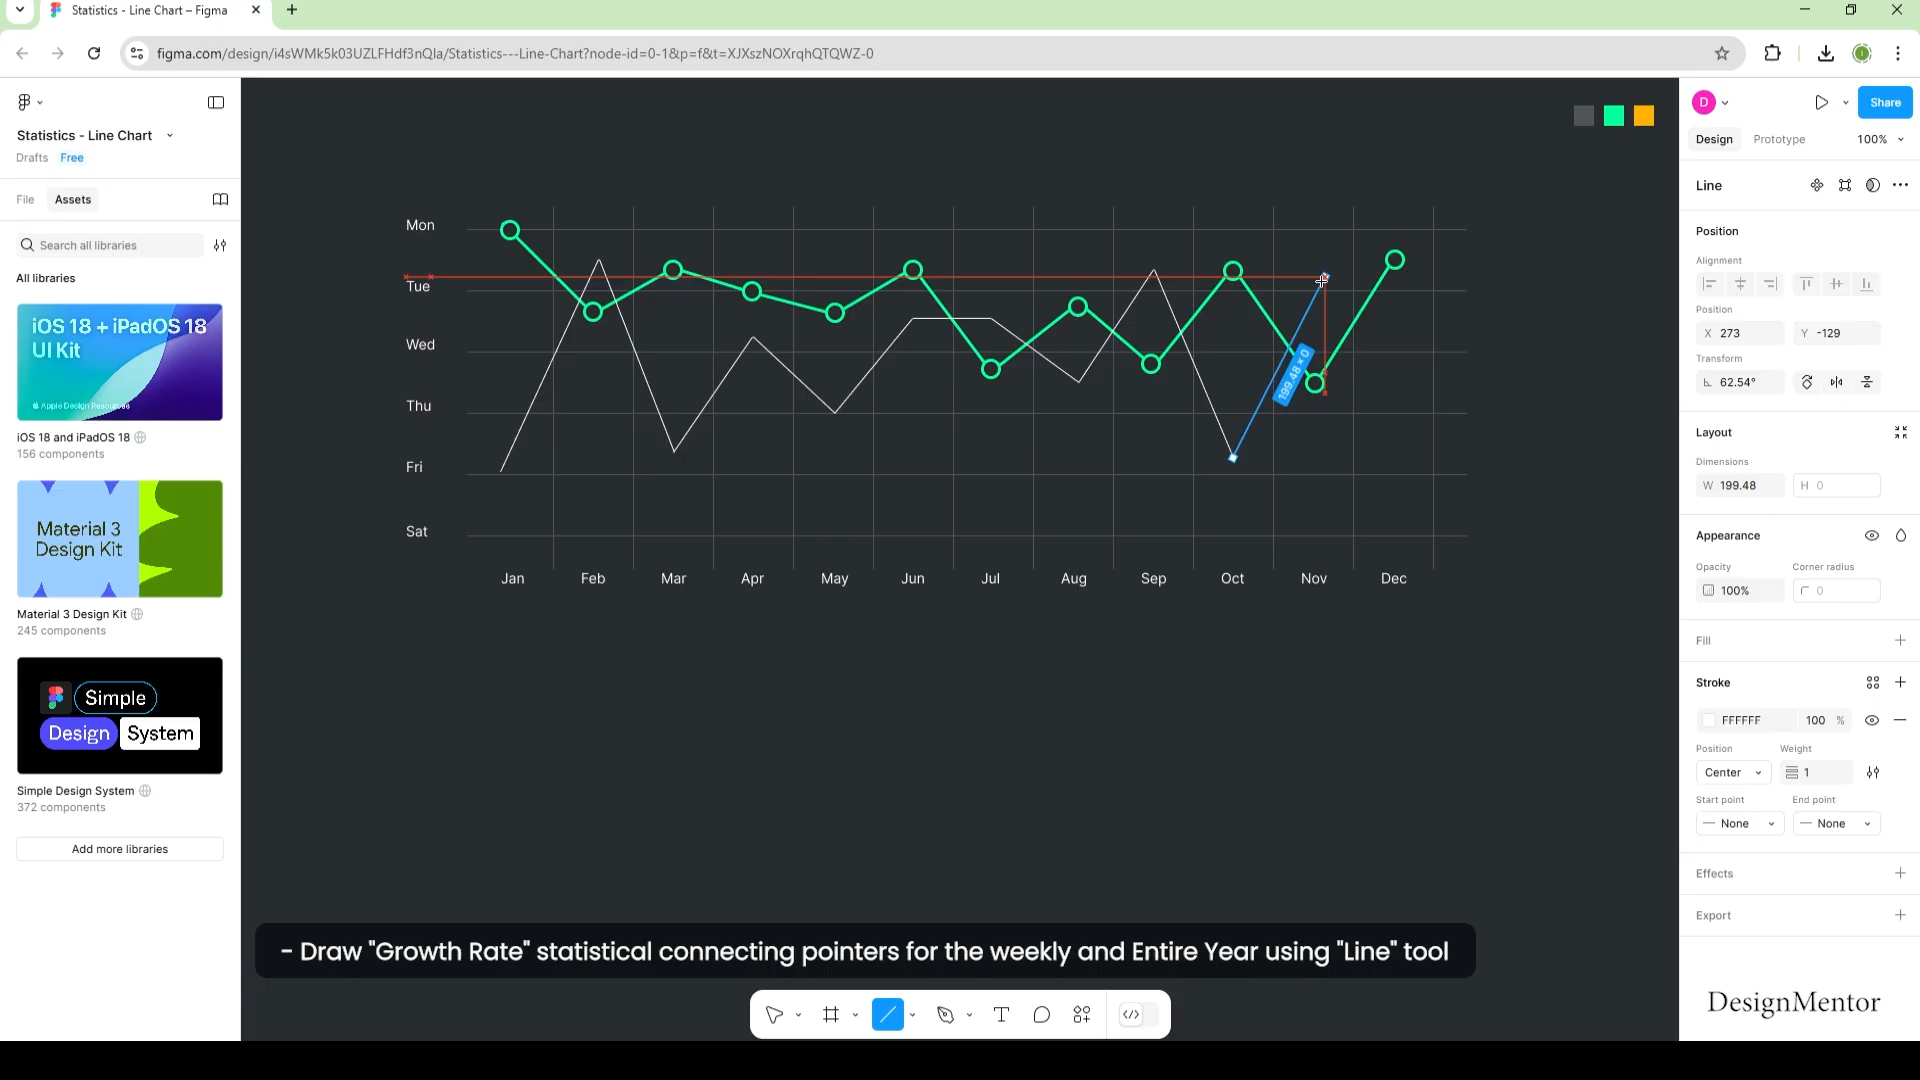 Statistics - Line Chart – Figma
figma.com/design/i4sWMk5k03UZLFHdf3nQIa/Statistics---Line-Chart?node-id=0-1&p=f&t=XJXszNOXrqhQTQWZ-0
Statistics - Line Chart
Drafts Free
File Assets
Search all libraries
All libraries
iOS 18 + iPadOS 18
UI Kit
Apple Design Resources
iOS 18 and iPadOS 18
156 components
Material 3
Design Kit
Material 3 Design Kit
245 components
Simple
Design System
Simple Design System
372 components
Add more libraries
Mon
Tue
Wed
Thu
Fri
Sat
Jan Feb Mar Apr May Jun Jul Aug Sep Oct Nov Dec
199.48 × 0
- Draw "Growth Rate" statistical connecting pointers for the weekly and Entire Year using "Line" tool
D
Share
Design Prototype 100%
Line
Position
Alignment
Position
X 273 Y -129
Transform
62.54°
Layout
Dimensions
W 199.48 H 0
Appearance
Opacity Corner radius
100% 0
Fill
Stroke
FFFFFF 100 %
Position Weight
Center 1
Start point End point
None None
Effects
Export
DesignMentor